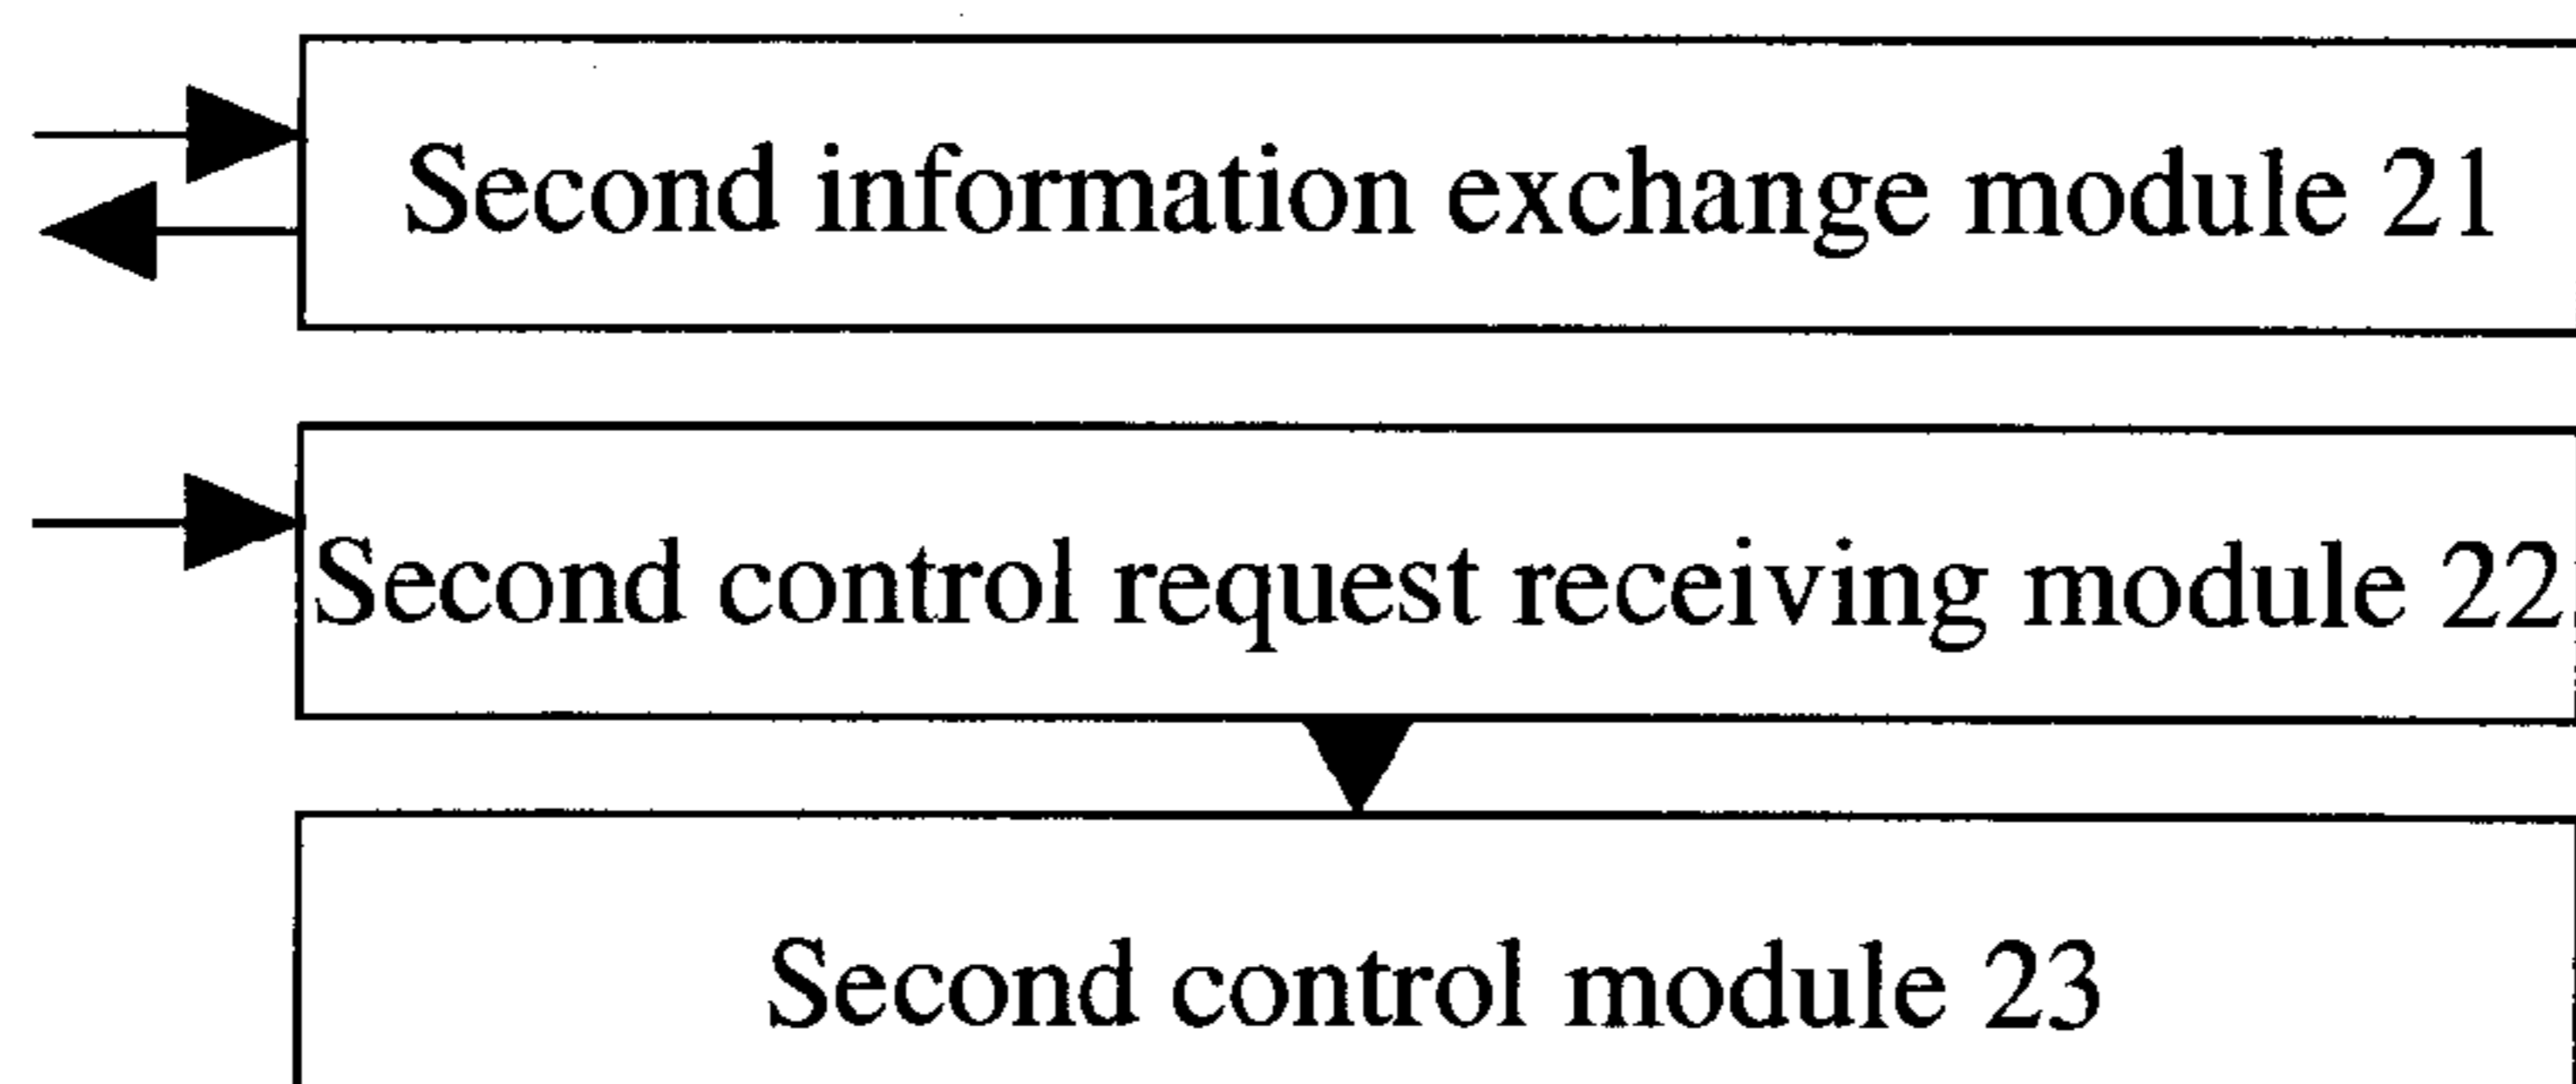 Second information exchange module 21
Second control request receiving module 22
Second control module 23